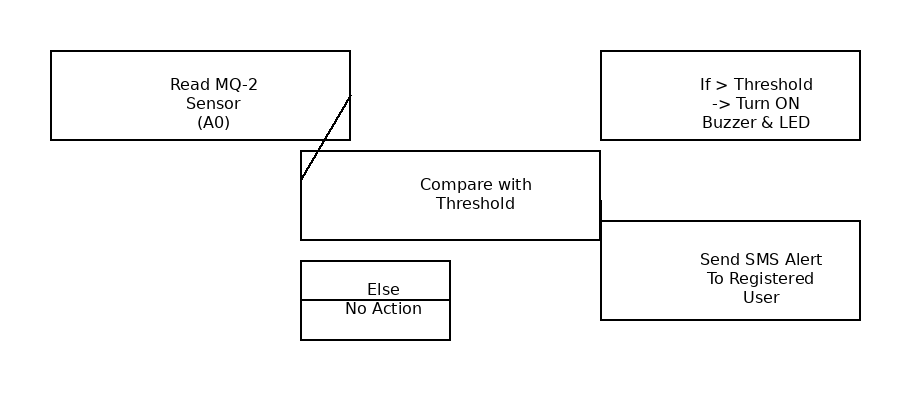 Read MQ-2
Sensor
(A0)
If > Threshold
-> Turn ON
Buzzer & LED
Compare with
Threshold
Send SMS Alert
To Registered
User
Else
No Action